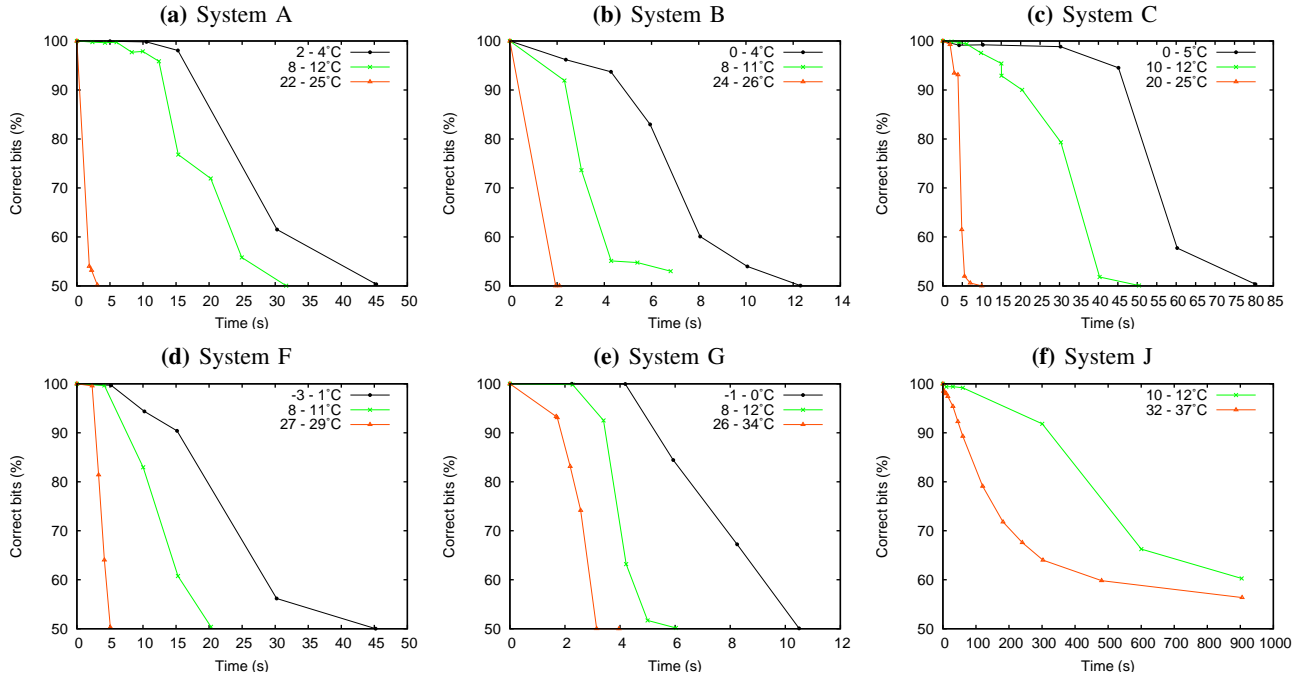 (a) System A
Correct bits (%)
100
90
80
70
60
50
2 - 4°C
8 - 12°C
22 - 25°C
0 5 10 15 20 25 30 35 40 45 50
Time (s)
(b) System B
Correct bits (%)
100
90
80
70
60
50
0 - 4°C
8 - 11°C
24 - 26°C
0 2 4 6 8 10 12 14
Time (s)
(c) System C
Correct bits (%)
100
90
80
70
60
50
0 - 5°C
10 - 12°C
20 - 25°C
0 5 10 15 20 25 30 35 40 45 50 55 60 65 70 75 80 85
Time (s)
(d) System F
Correct bits (%)
100
90
80
70
60
50
-3 - 1°C
8 - 11°C
27 - 29°C
0 5 10 15 20 25 30 35 40 45 50
Time (s)
(e) System G
Correct bits (%)
100
90
80
70
60
50
-1 - 0°C
8 - 12°C
26 - 34°C
0 2 4 6 8 10 12
Time (s)
(f) System J
Correct bits (%)
100
90
80
70
60
50
10 - 12°C
32 - 37°C
0 100 200 300 400 500 600 700 800 900 1000
Time (s)